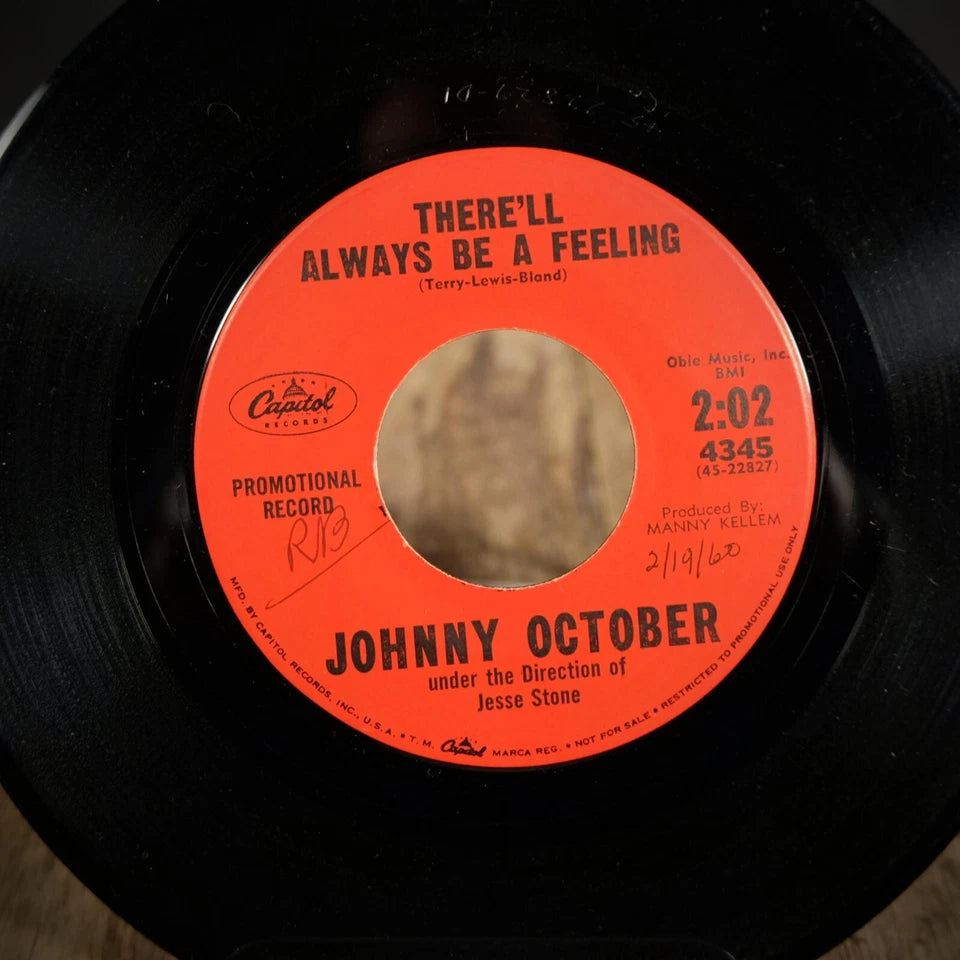 THERE'LL
ALWAYS BE A FEELING
(Terry-Lewis-Bland)
Obie Music, Inc.
BMI
2:02
4345
(45-22827)
Capitol
RECORDS
PROMOTIONAL
RECORD
RB
Produced By:
MANNY KELLEM
2/19/60
JOHNNY OCTOBER
under the Direction of
Jesse Stone
MFD. BY CAPITOL RECORDS, INC., U.S.A. • T.M. Capitol MARCA REG. • NOT FOR SALE • RESTRICTED TO PROMOTIONAL USE ONLY